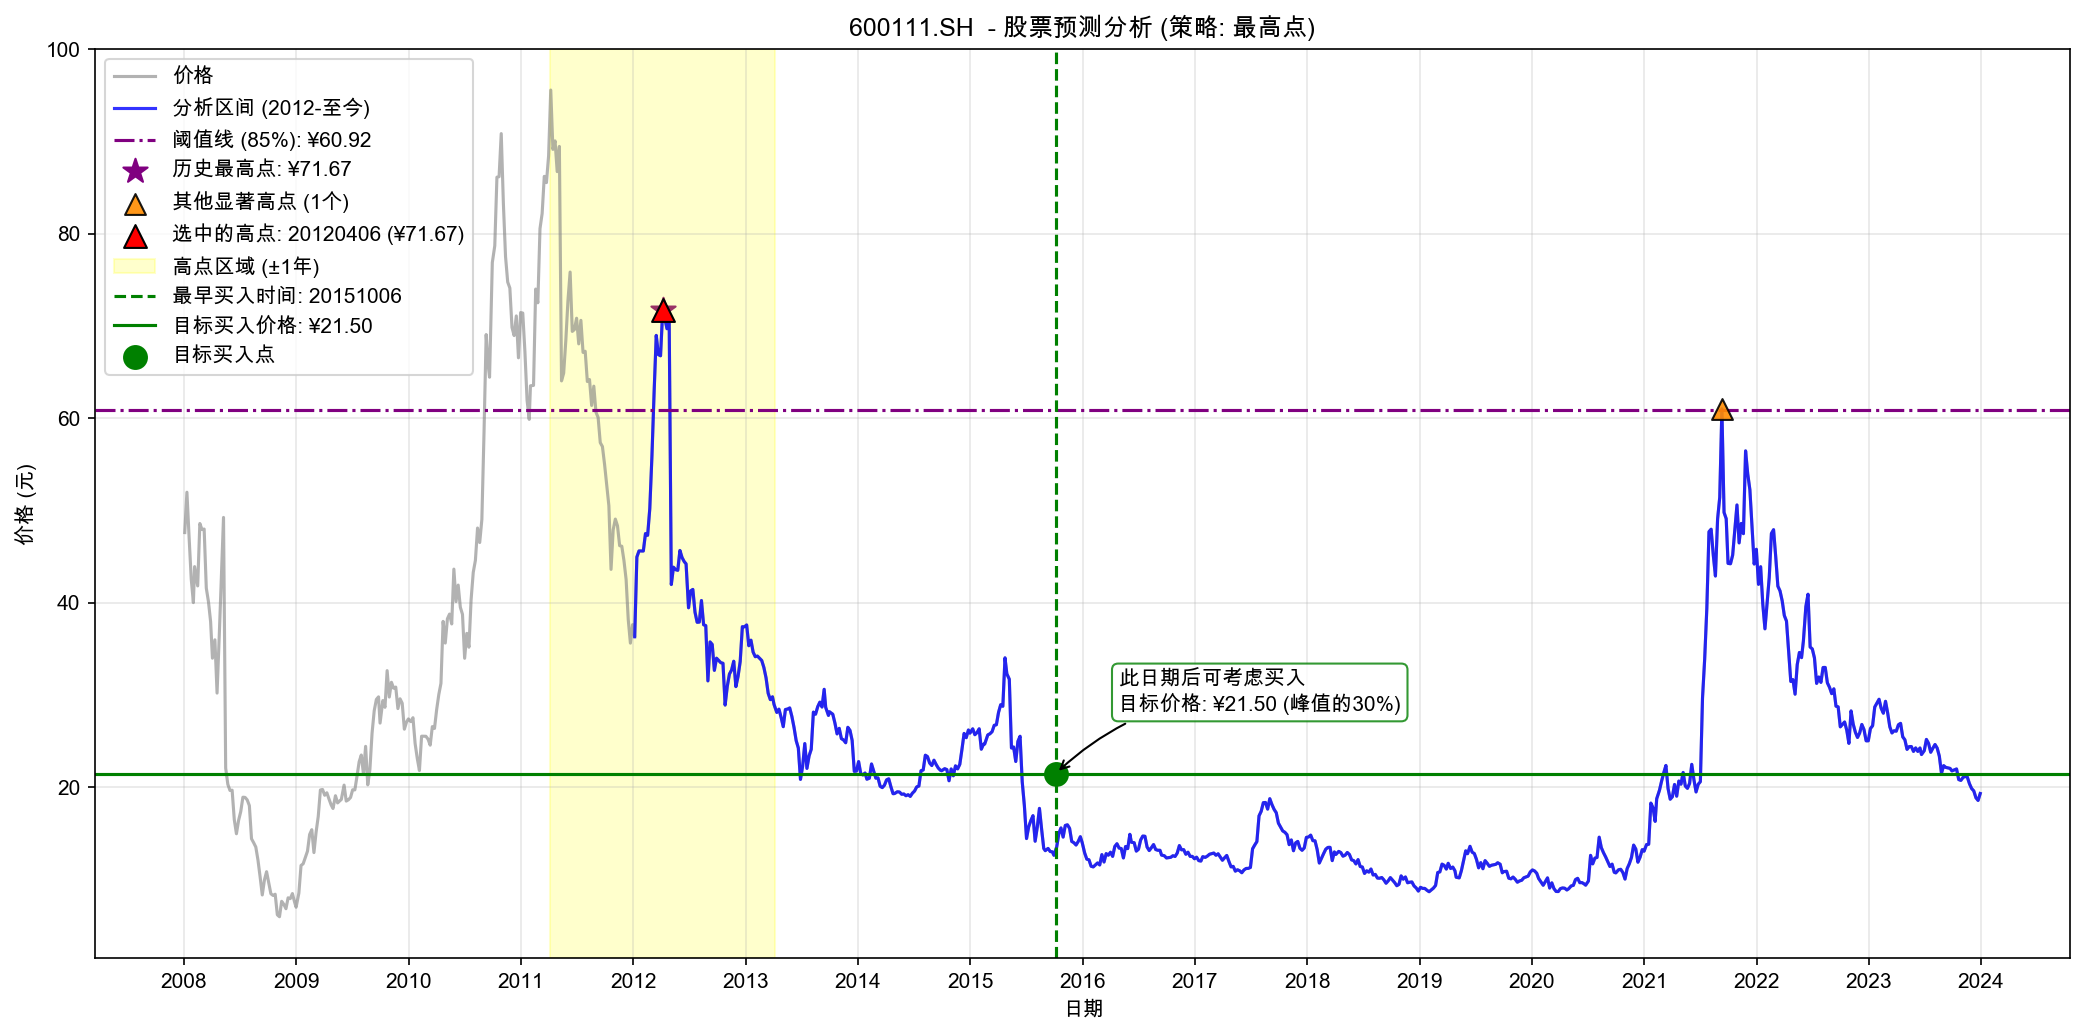 600111.SH - 股票预测分析 (策略: 最高点)
价格 (元)
100
80
60
40
20
价格
分析区间 (2012-至今)
阈值线 (85%): ¥60.92
历史最高点: ¥71.67
其他显著高点 (1个)
选中的高点: 20120406 (¥71.67)
高点区域 (±1年)
最早买入时间: 20151006
目标买入价格: ¥21.50
目标买入点
此日期后可考虑买入
目标价格: ¥21.50 (峰值的30%)
2008 2009 2010 2011 2012 2013 2014 2015 2016 2017 2018 2019 2020 2021 2022 2023 2024
日期